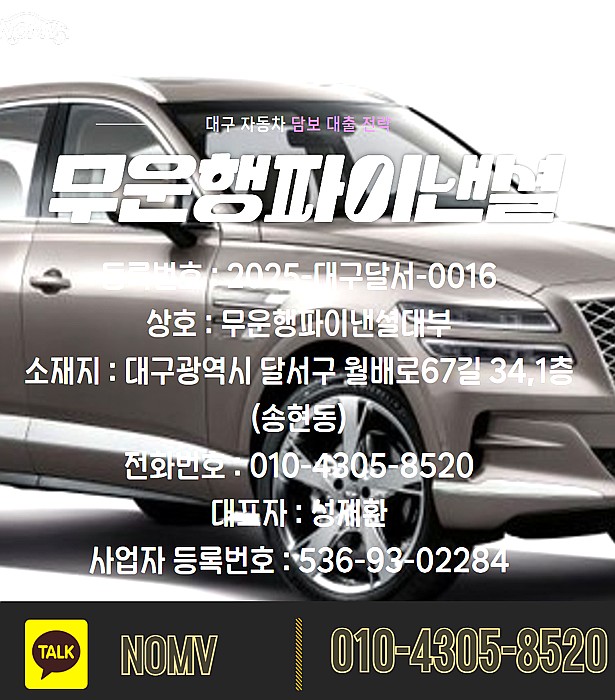 대구 자동차 담보 대출 전략
무운행파이낸셜
등록번호 : 2025-대구달서-0016
상호 : 무운행파이낸셜대부
소재지 : 대구광역시 달서구 월배로67길 34,1층
(송현동)
전화번호 : 010-4305-8520
대표자 : 성제환
사업자 등록번호 : 536-93-02284
TALK NOMV 010-4305-8520